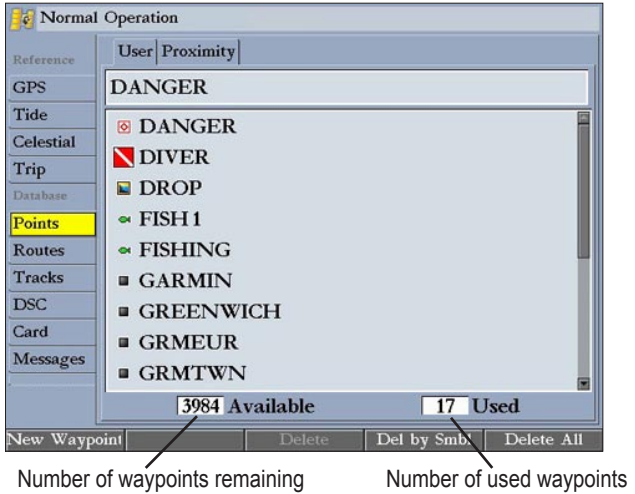 Normal Operation
Reference
GPS
Tide
Celestial
Trip
Database
Points
Routes
Tracks
DSC
Card
Messages
User Proximity
DANGER
DANGER
DIVER
DROP
FISH1
FISHING
GARMIN
GREENWICH
GRMEUR
GRMTWN
3984 Available 17 Used
New Waypoint Delete Del by Smbl Delete All
Number of waypoints remaining Number of used waypoints